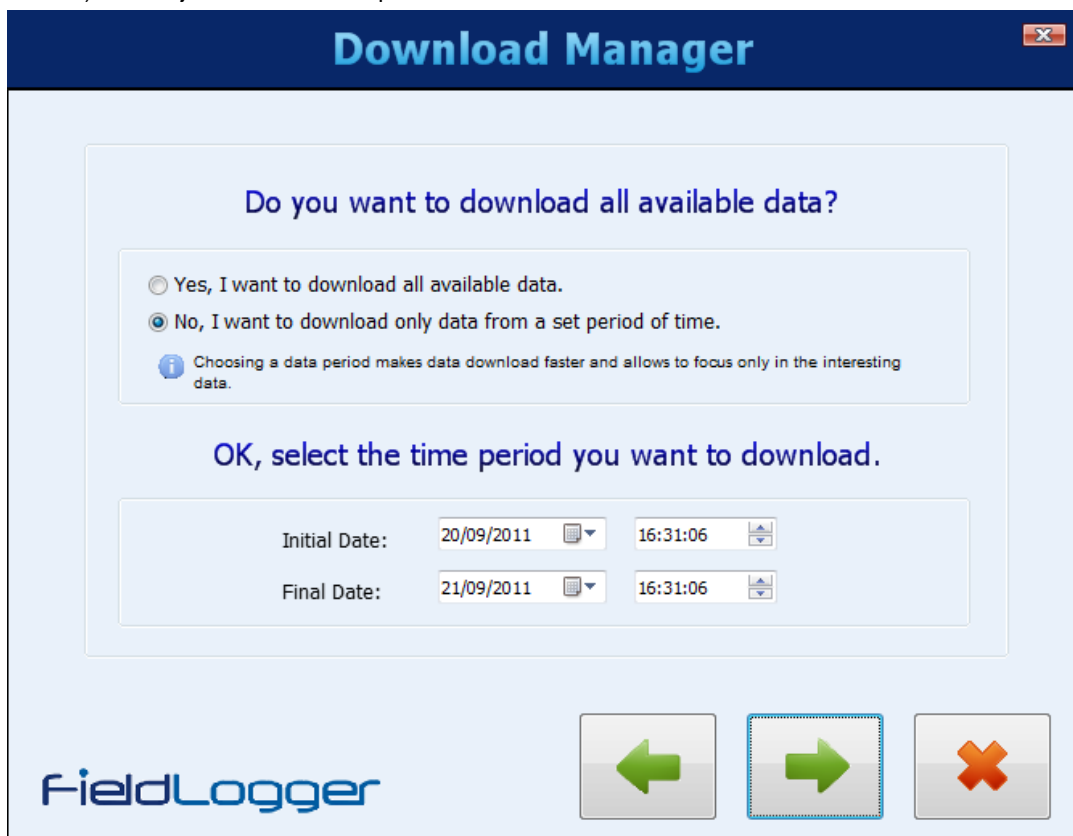 Download Manager
Do you want to download all available data?
Yes, I want to download all available data.
No, I want to download only data from a set period of time.
Choosing a data period makes data download faster and allows to focus only in the interesting
data.
OK, select the time period you want to download.
Initial Date: 20/09/2011 16:31:06
Final Date: 21/09/2011 16:31:06
FieldLogger